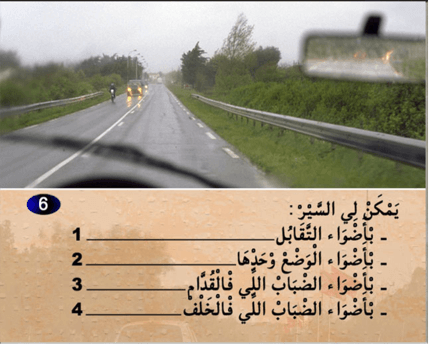 6
يَمْكَنْ لِي السَّيْرْ :
ـ بْأَضْوَاء التَّقَابُل 1
ـ بْأَضْوَاء الْوَضْعْ وَحَدْهَا 2
ـ بْأَضْوَاء الضْبَابْ اللِّي فْالْقُدَّامْ 3
ـ بْأَضْوَاء الضْبَابْ اللِّي فْالْخَلْفْ 4